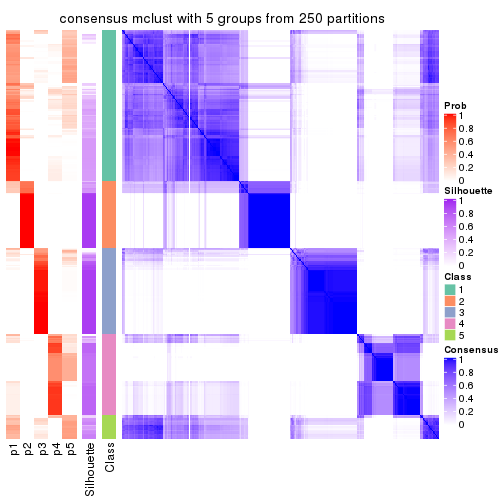 consensus mclust with 5 groups from 250 partitions
Prob
1
0.8
0.6
0.4
0.2
0
Silhouette
1
0.8
0.6
0.4
0.2
0
Class
1
2
3
4
5
Consensus
1
0.8
0.6
0.4
0.2
0
p1
p2
p3
p4
p5
Silhouette
Class